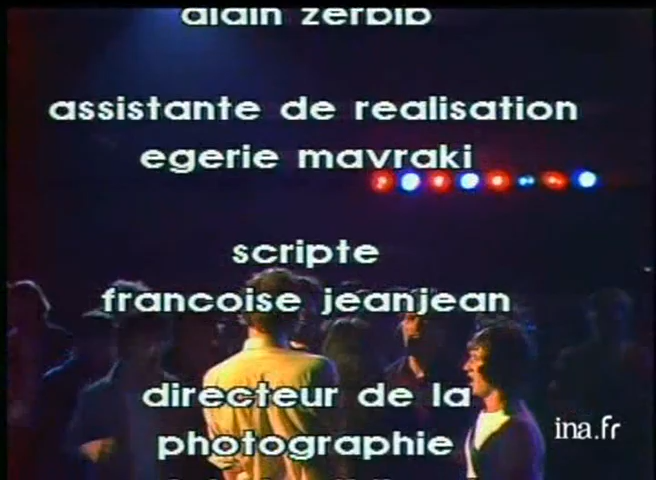 alain zerbib
assistante de realisation
egerie mavraki
scripte
francoise jeanjean
directeur de la
photographie
ina.fr